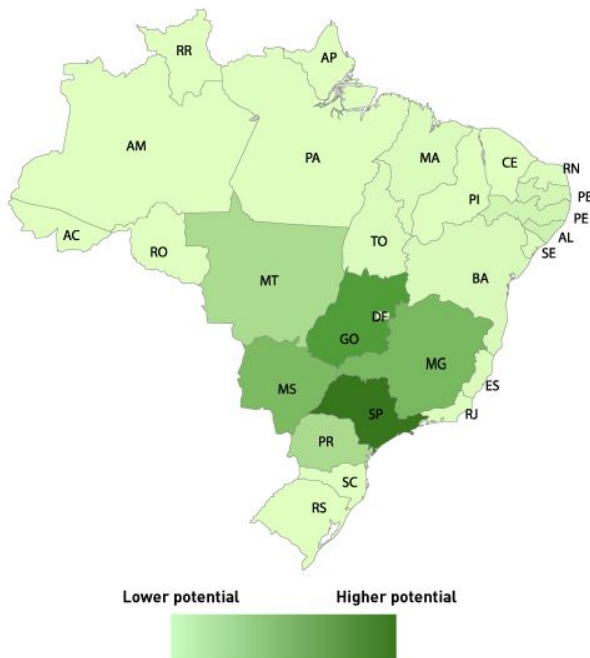 RR
AP
AM
PA
MA
CE
RN
PI
PB
PE
AC
RO
TO
AL
SE
BA
MT
DF
GO
MG
MS
ES
SP
RJ
PR
SC
RS
Lower potential
Higher potential